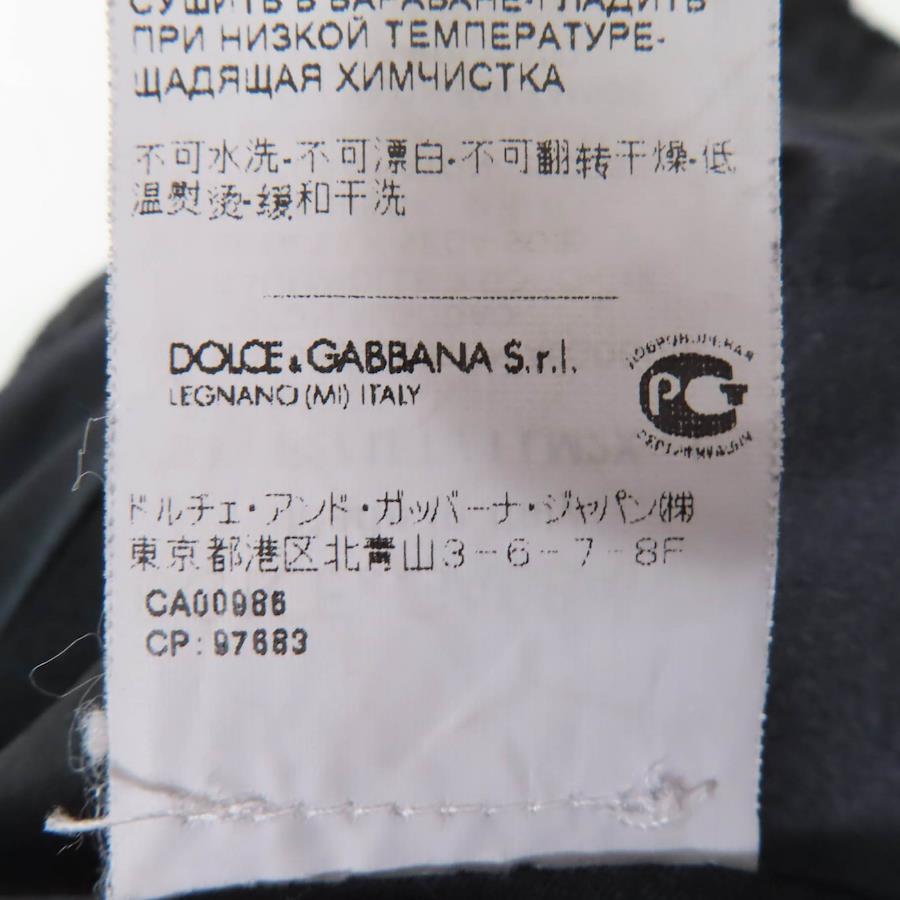 СУШИТЬ В БАРАБАНЕ-ГЛАДИТЬ
ПРИ НИЗКОЙ ТЕМПЕРАТУРЕ-
ЩАДЯЩАЯ ХИМЧИСТКА
不可水洗-不可漂白-不可翻转干燥-低
温熨烫-缓和干洗
DOLCE & GABBANA S.r.l.
LEGNANO (MI) ITALY
ДОБРОВОЛЬНАЯ
РСТ
ドルチェ・アンド・ガッバーナ・ジャパン(株)
東京都港区北青山3-6-7-8F
CA00986
CP: 97683